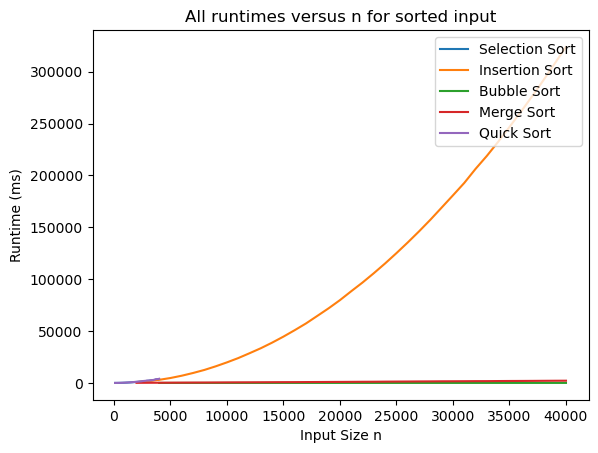 All runtimes versus n for sorted input
Selection Sort
Insertion Sort
Bubble Sort
Merge Sort
Quick Sort
Runtime (ms)
300000
250000
200000
150000
100000
50000
0
0 5000 10000 15000 20000 25000 30000 35000 40000
Input Size n